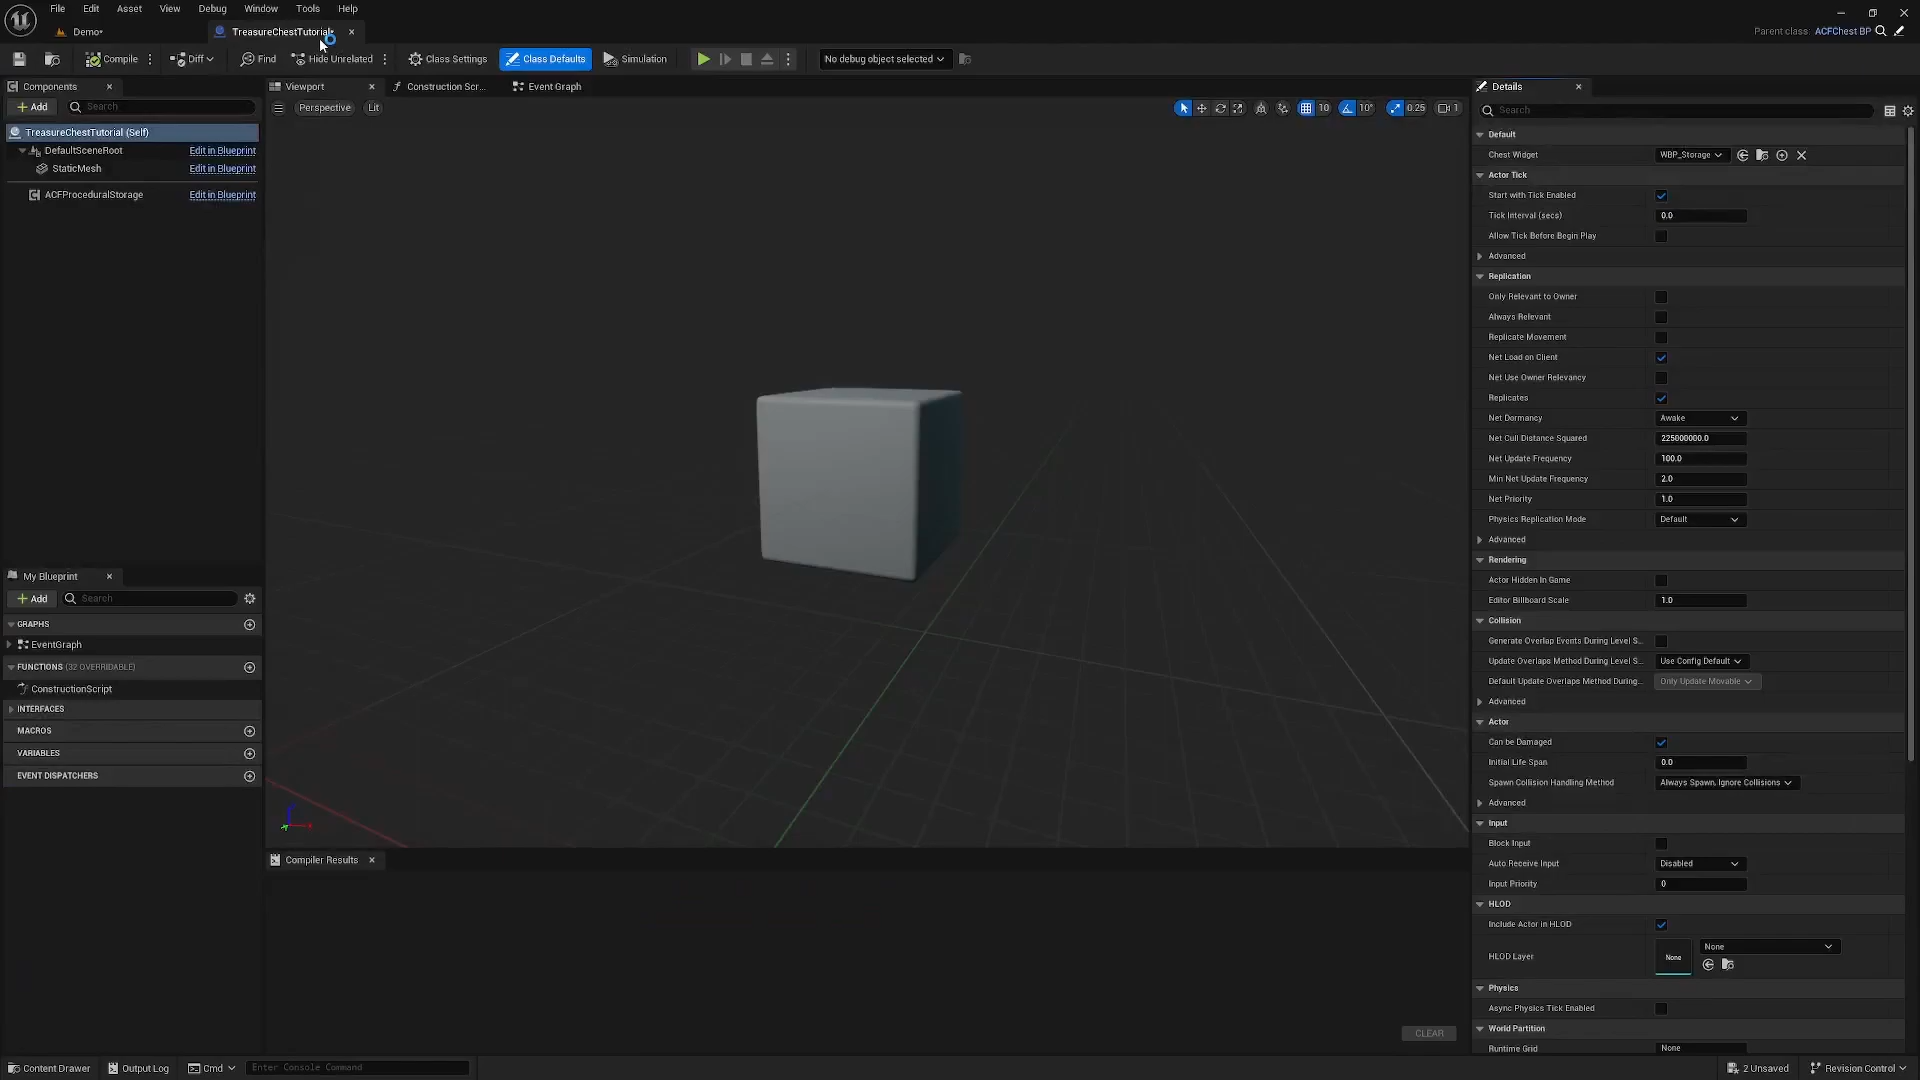 File Edit Asset View Debug Window Tools Help
Demo•
TreasureChestTutorial•
Parent class: ACFChest BP
Compile
Diff
Find
Hide Unrelated
Class Settings
Class Defaults
Simulation
No debug object selected
Components
Add
Search
TreasureChestTutorial (Self)
DefaultSceneRoot Edit in Blueprint
StaticMesh Edit in Blueprint
ACFProceduralStorage Edit in Blueprint
My Blueprint
Add
Search
GRAPHS
EventGraph
FUNCTIONS (32 OVERRIDABLE)
ConstructionScript
INTERFACES
MACROS
VARIABLES
EVENT DISPATCHERS
Viewport
Construction Scr...
Event Graph
Perspective
Lit
10
10°
0.25
1
Compiler Results
CLEAR
Details
Search
Default
Chest Widget WBP_Storage
Actor Tick
Start with Tick Enabled
Tick Interval (secs) 0.0
Allow Tick Before Begin Play
Advanced
Replication
Only Relevant to Owner
Always Relevant
Replicate Movement
Net Load on Client
Net Use Owner Relevancy
Replicates
Net Dormancy Awake
Net Cull Distance Squared 225000000.0
Net Update Frequency 100.0
Min Net Update Frequency 2.0
Net Priority 1.0
Physics Replication Mode Default
Advanced
Rendering
Actor Hidden In Game
Editor Billboard Scale 1.0
Collision
Generate Overlap Events During Level S...
Update Overlaps Method During Level S... Use Config Default
Default Update Overlaps Method During... Only Update Movable
Advanced
Actor
Can be Damaged
Initial Life Span 0.0
Spawn Collision Handling Method Always Spawn, Ignore Collisions
Advanced
Input
Block Input
Auto Receive Input Disabled
Input Priority 0
HLOD
Include Actor in HLOD
HLOD Layer None None
Physics
Async Physics Tick Enabled
World Partition
Runtime Grid None
Content Drawer
Output Log
Cmd
Enter Console Command
2 Unsaved
Revision Control